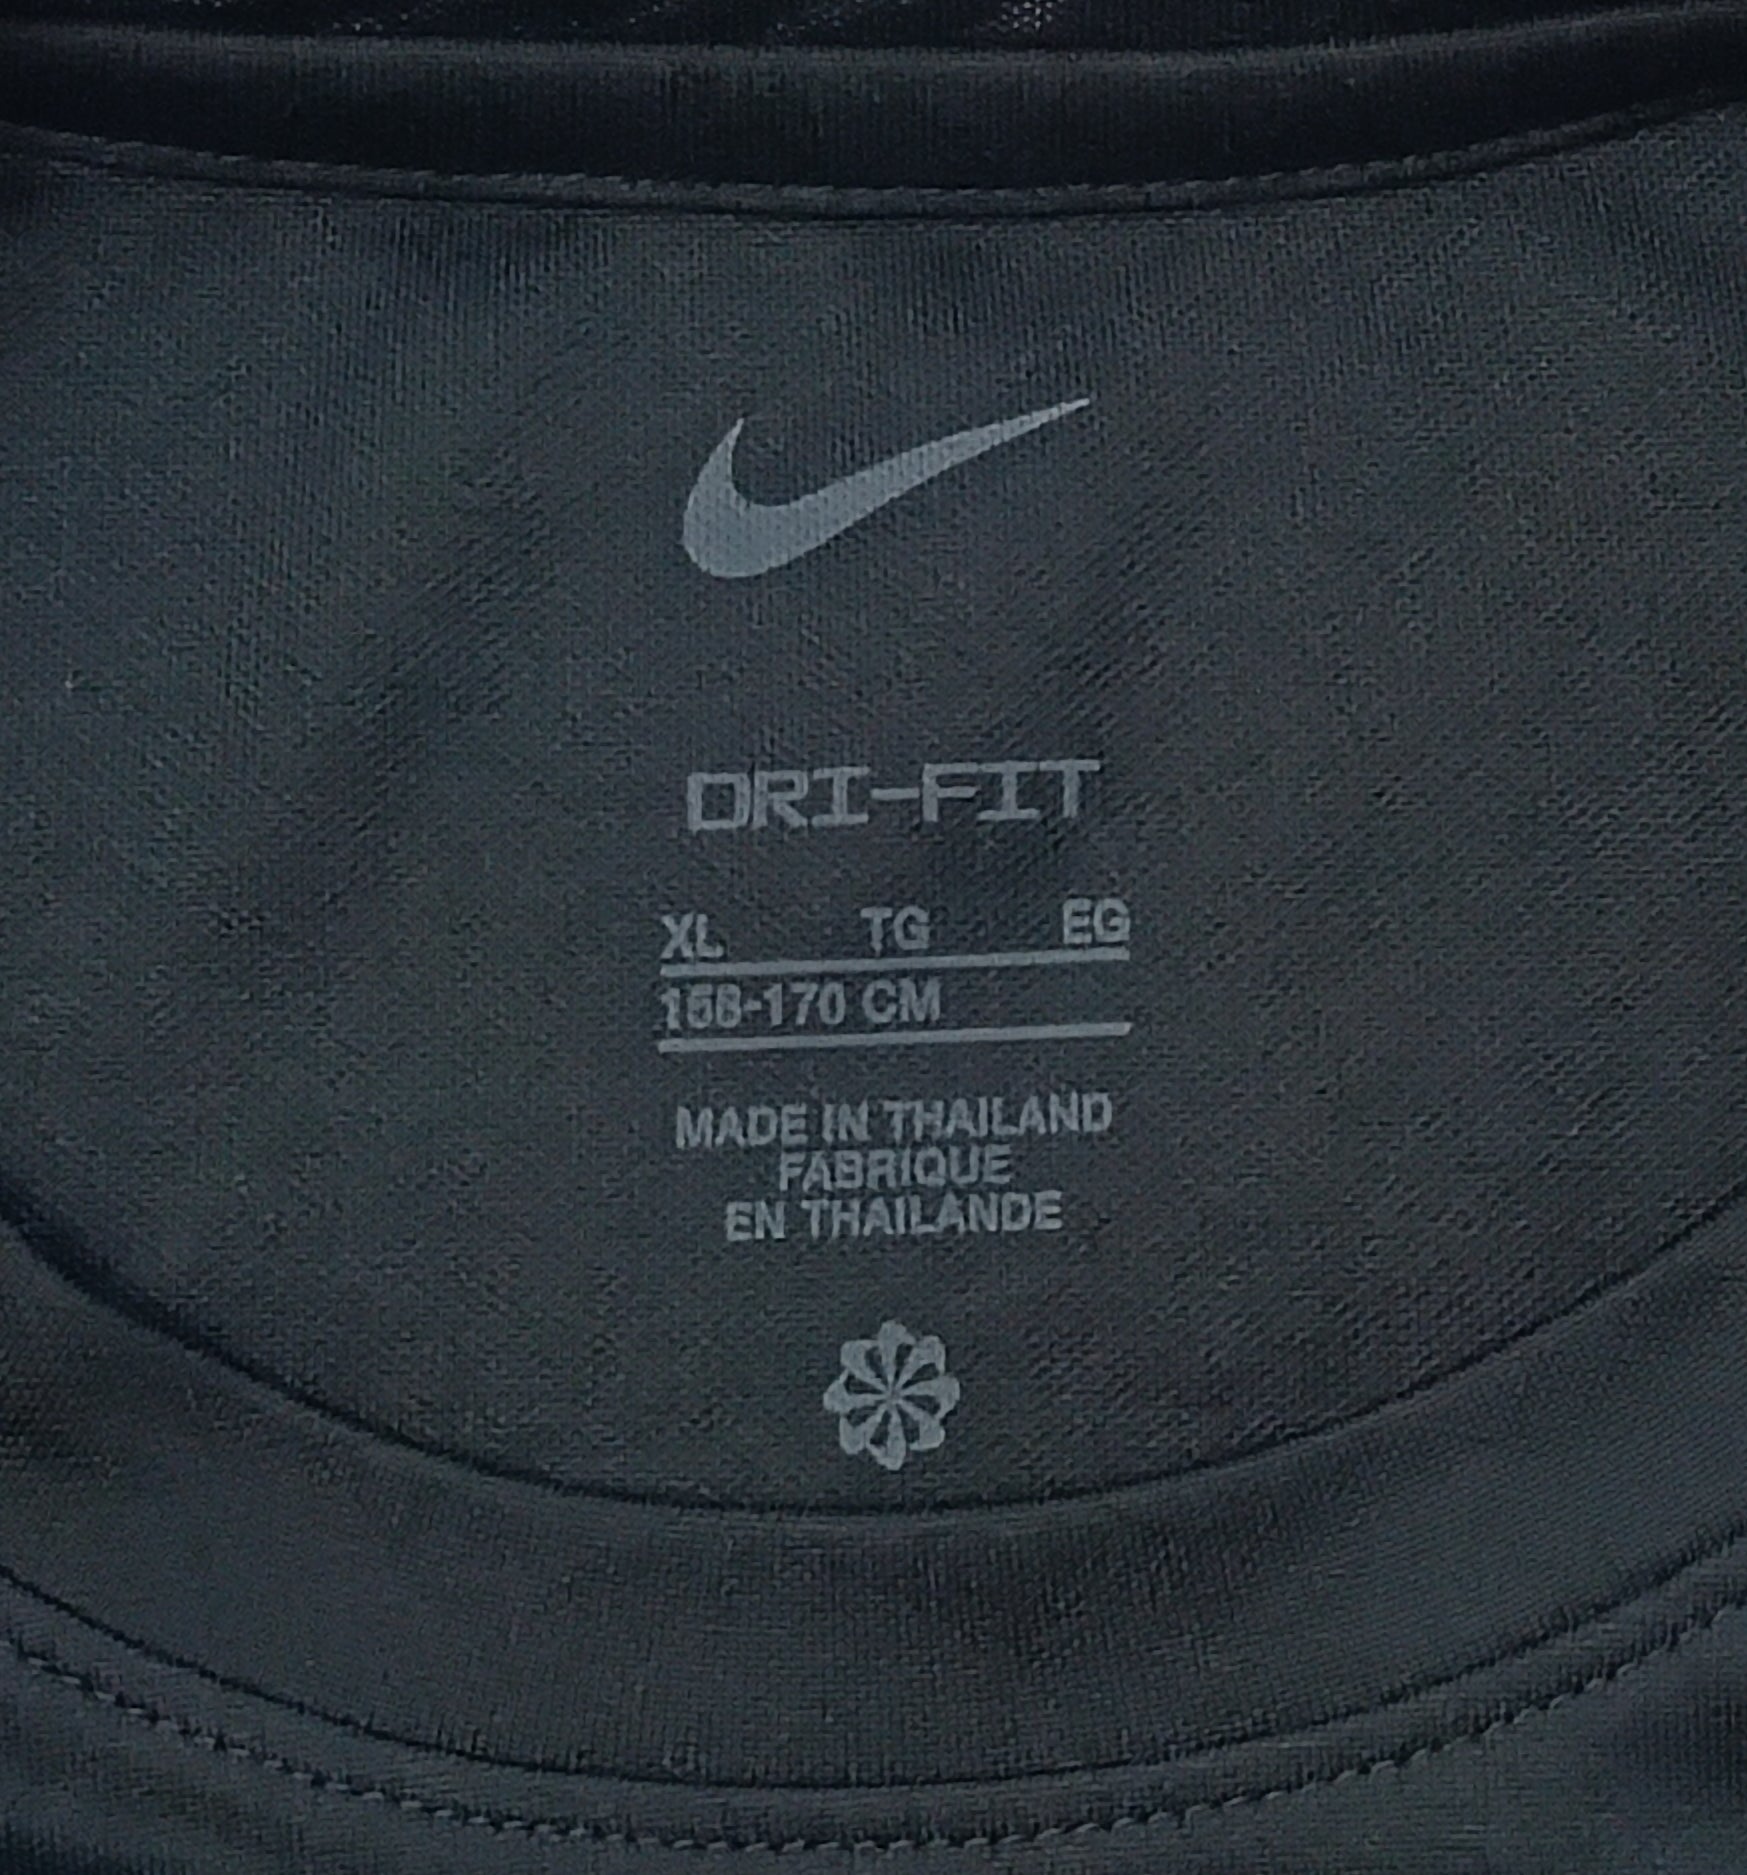 DRI-FIT
XL TG EG
158-170 CM
MADE IN THAILAND
FABRIQUE
EN THAILANDE